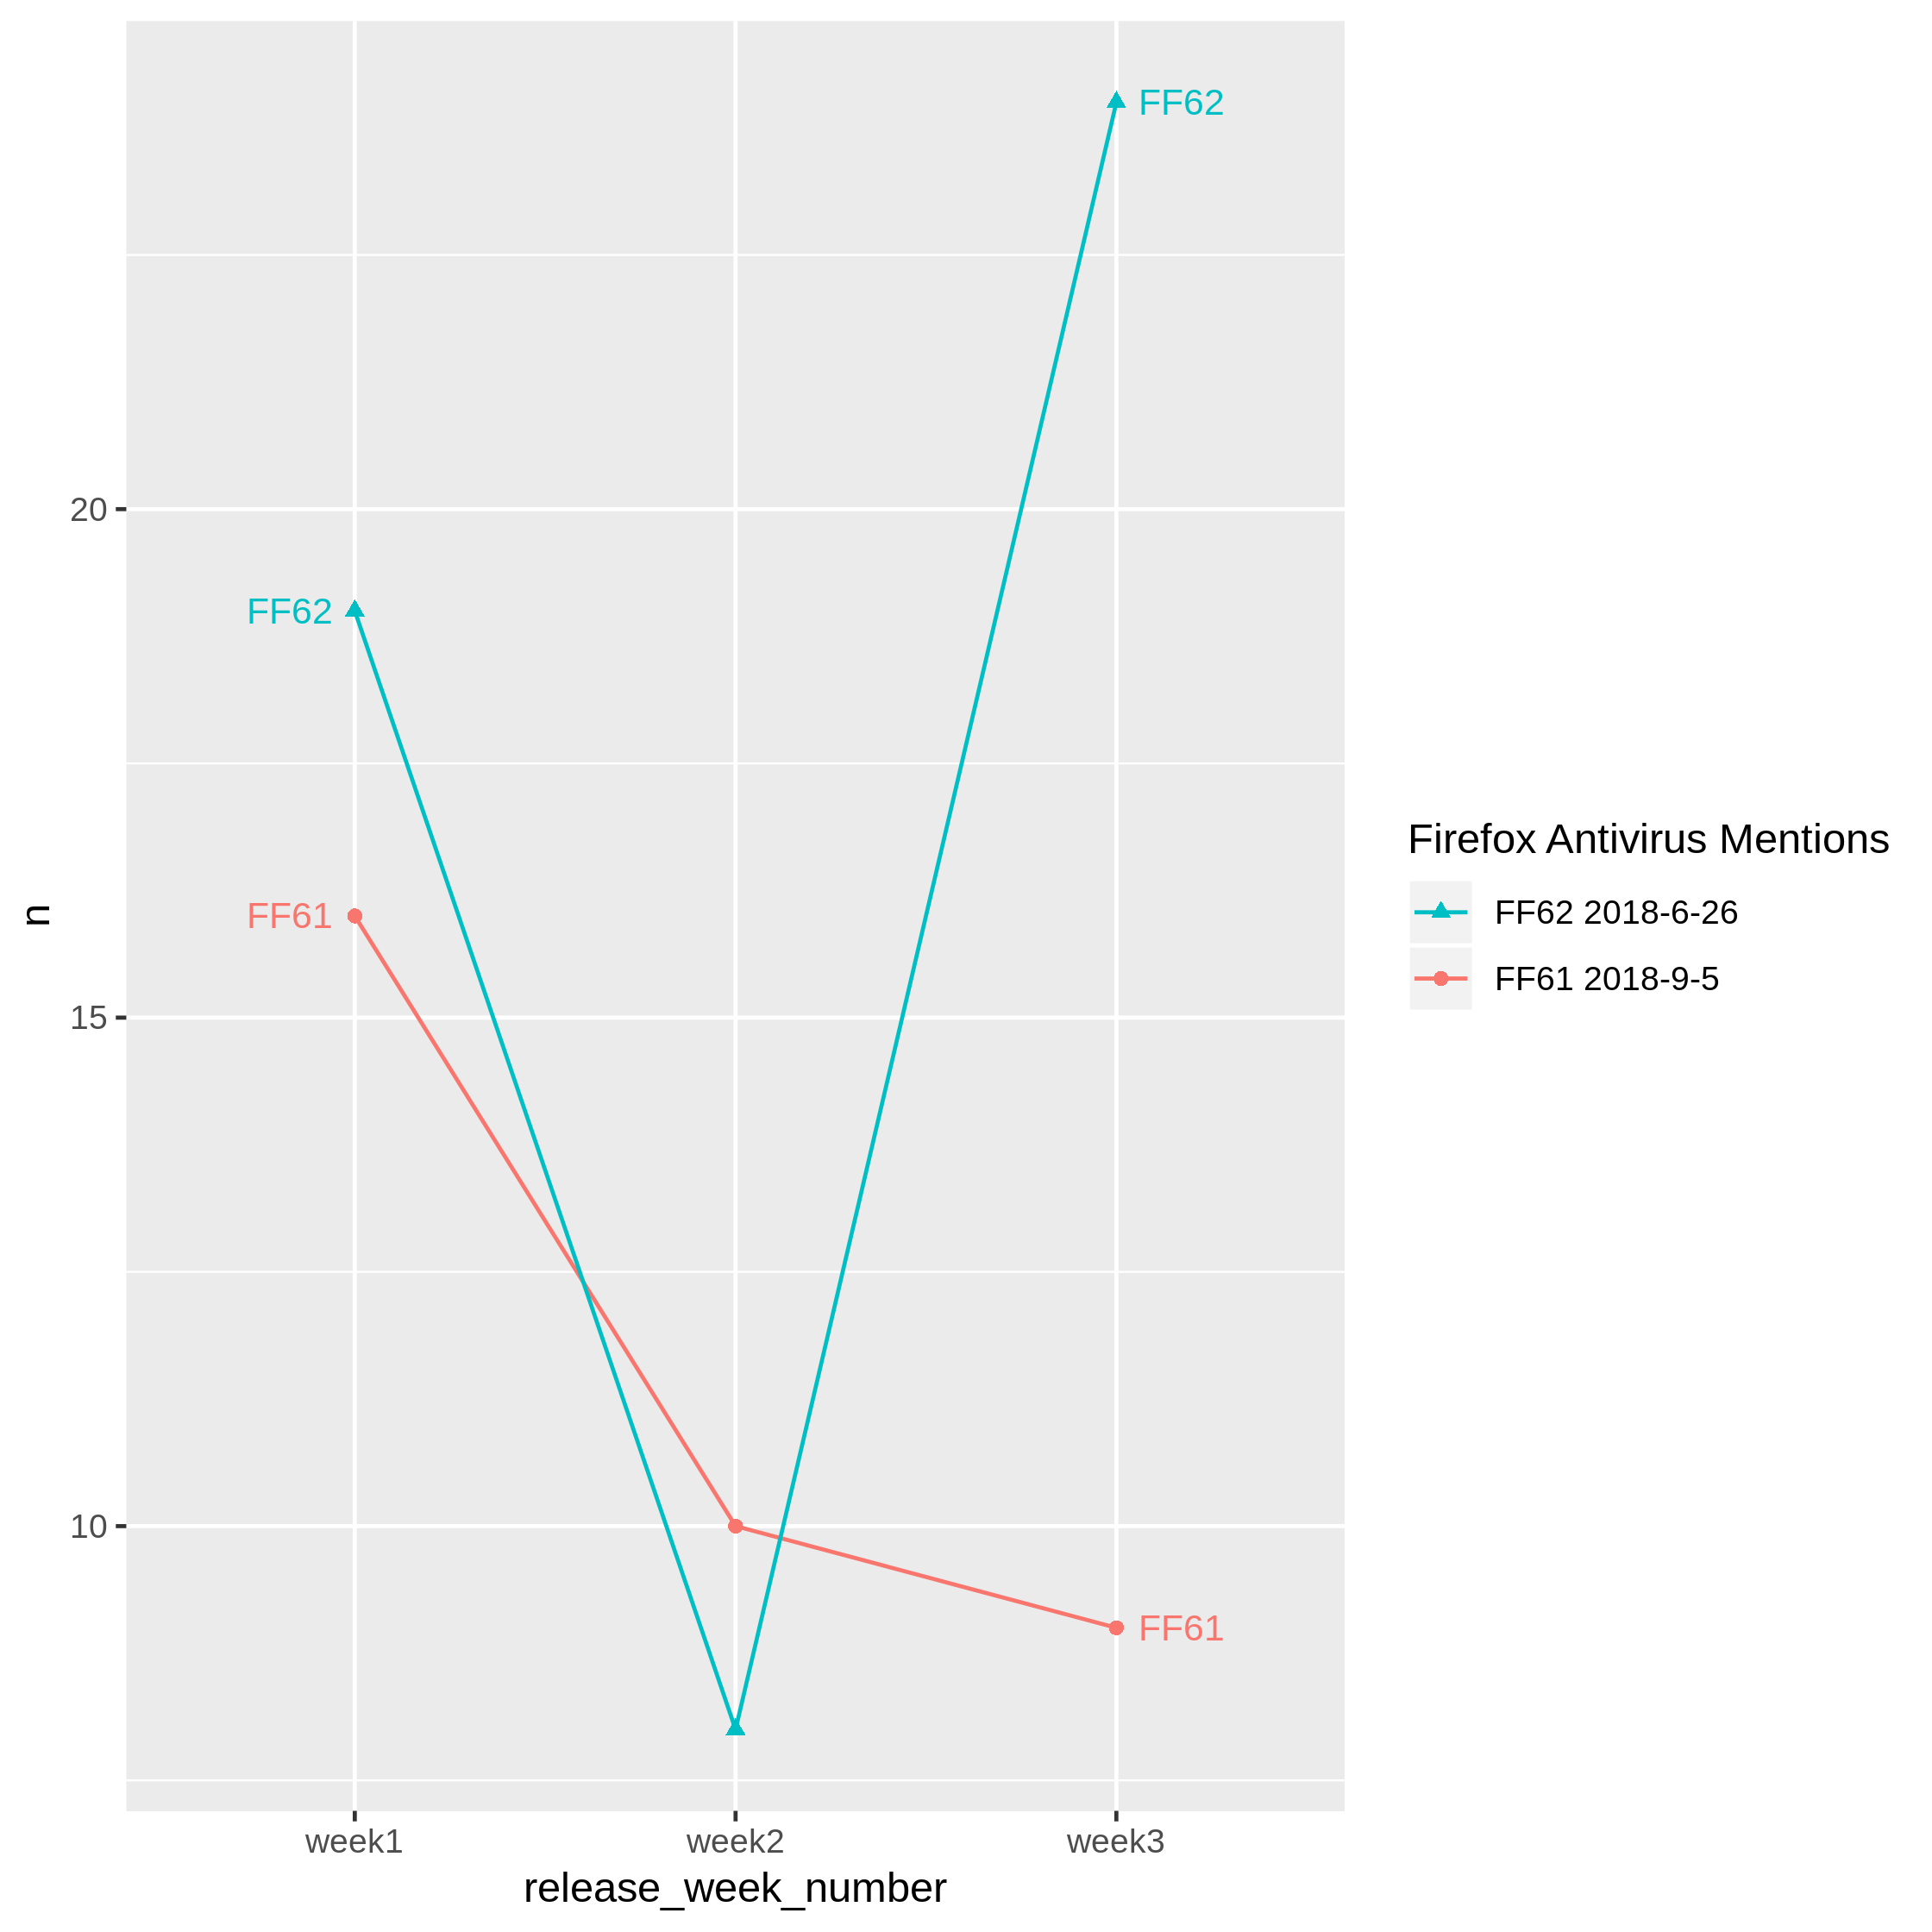 FF62
20
FF62
Firefox Antivirus Mentions
FF61
n
FF62 2018-6-26
FF61 2018-9-5
15
10
FF61
week1 week2 week3
release_week_number